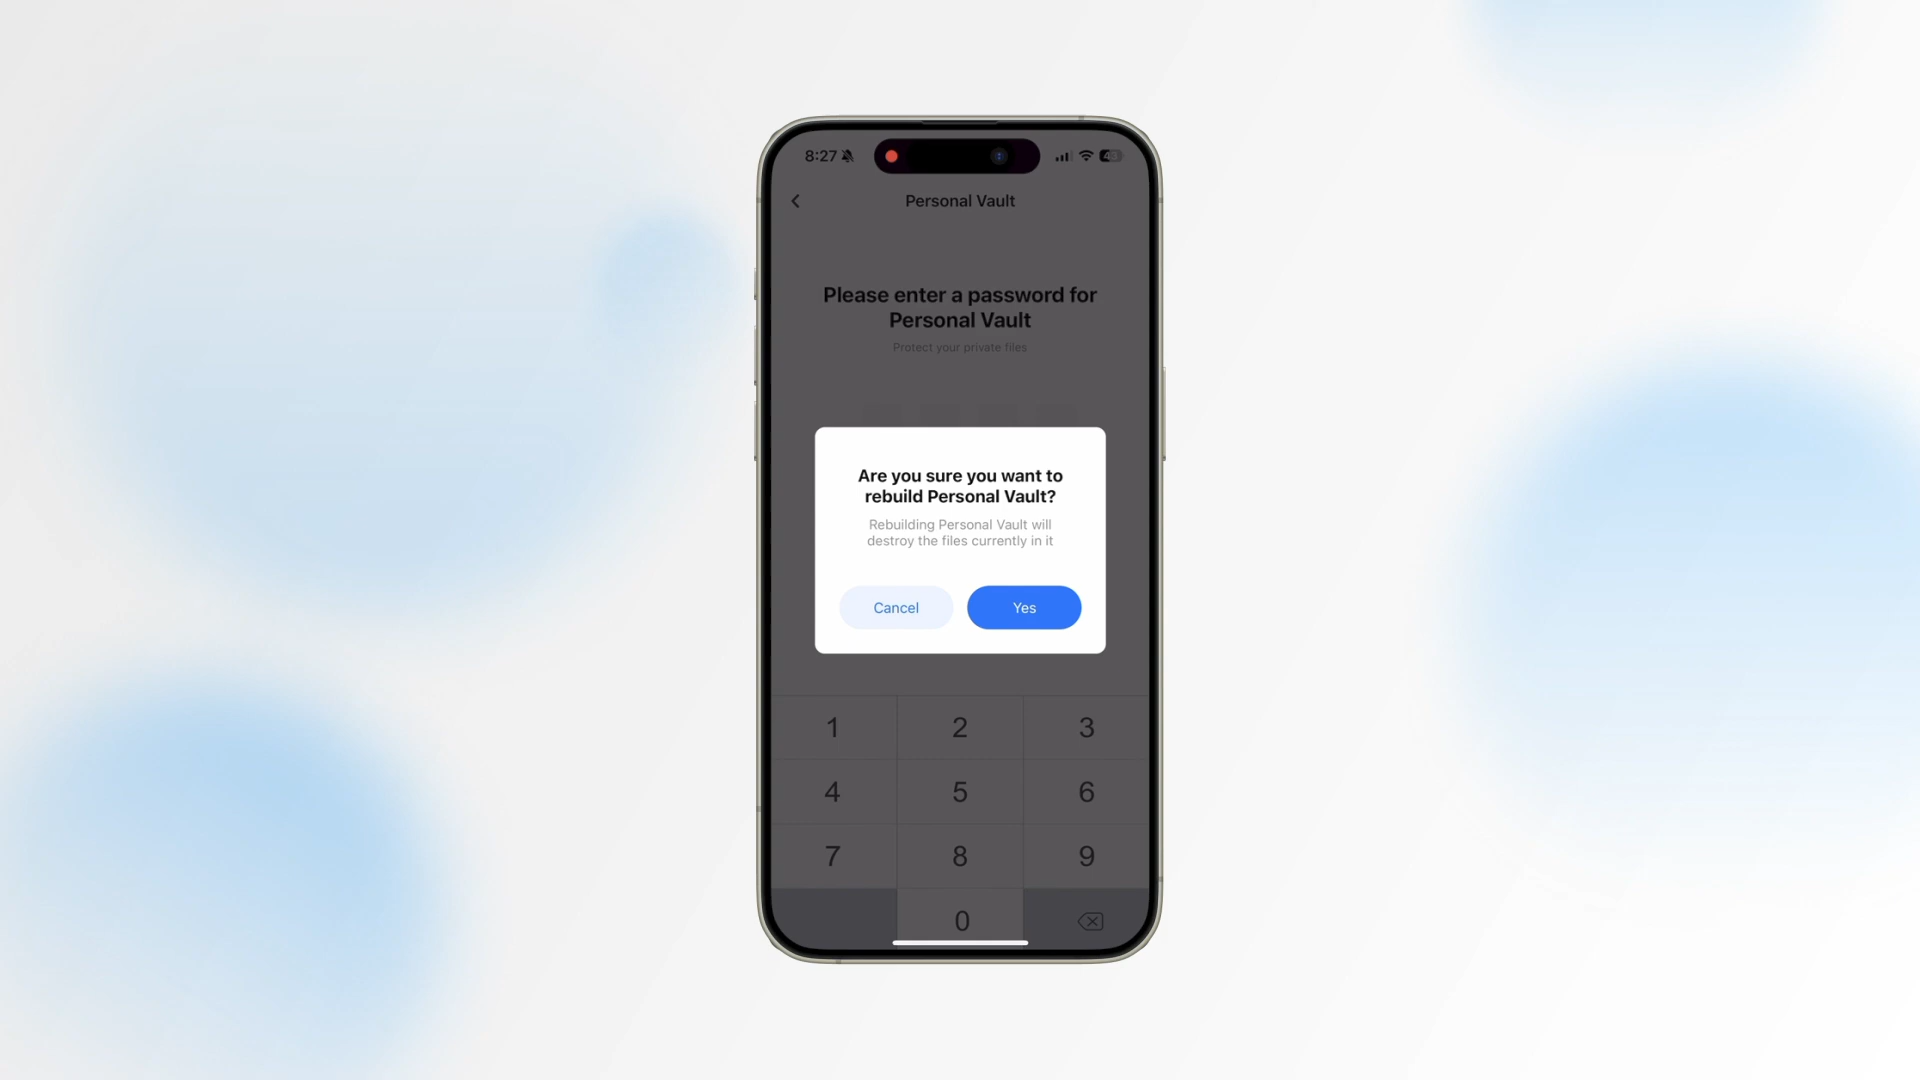 8:27
43
Personal Vault
Please enter a password for
Personal Vault
Protect your private files
Are you sure you want to
rebuild Personal Vault?
Rebuilding Personal Vault will
destroy the files currently in it
Cancel
Yes
1 2 3
4 5 6
7 8 9
0